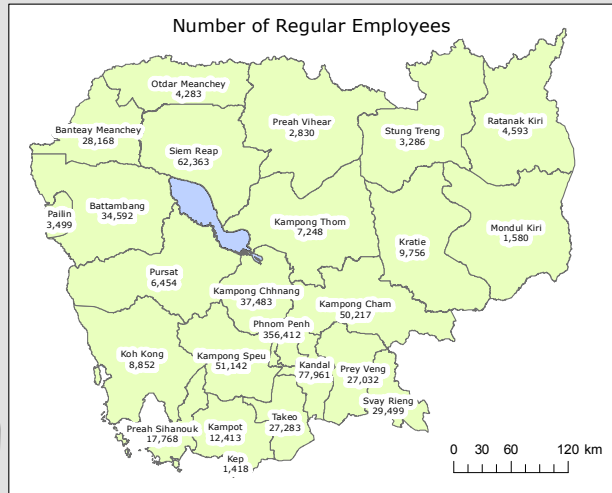 Number of Regular Employees
Otdar Meanchey
4,283
Banteay Meanchey
28,168
Siem Reap
62,363
Preah Vihear
2,830
Stung Treng
3,286
Ratanak Kiri
4,593
Battambang
34,592
Pailin
3,499
Kampong Thom
7,248
Kratie
9,756
Mondul Kiri
1,580
Pursat
6,454
Kampong Chhnang
37,483
Kampong Cham
50,217
Phnom Penh
356,412
Koh Kong
8,852
Kampong Speu
51,142
Kandal
77,961
Prey Veng
27,032
Svay Rieng
29,499
Preah Sihanouk
17,768
Kampot
12,413
Takeo
27,283
Kep
1,418
0 30 60 120 km